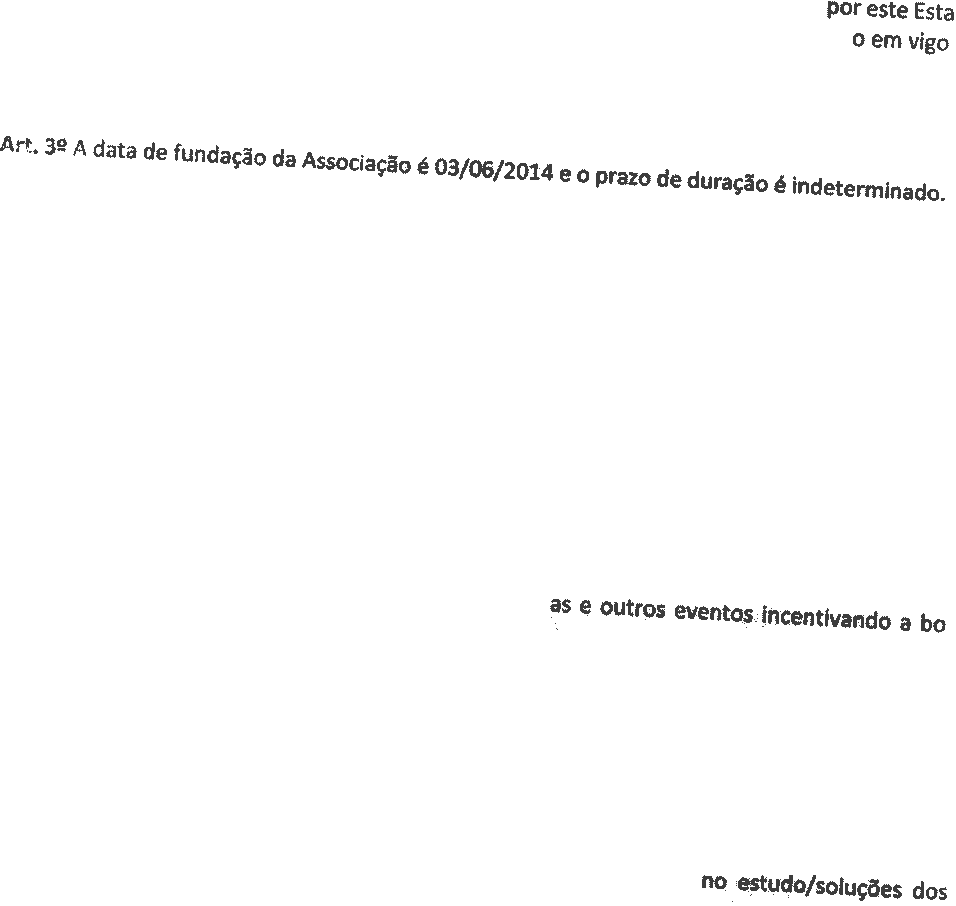 por este Esta
o em vigo
Art. 3º A data de fundação da Associação é 03/06/2014 e o prazo de duração é indeterminado.
as e outros eventos incentivando a bo
no estudo/soluções dos